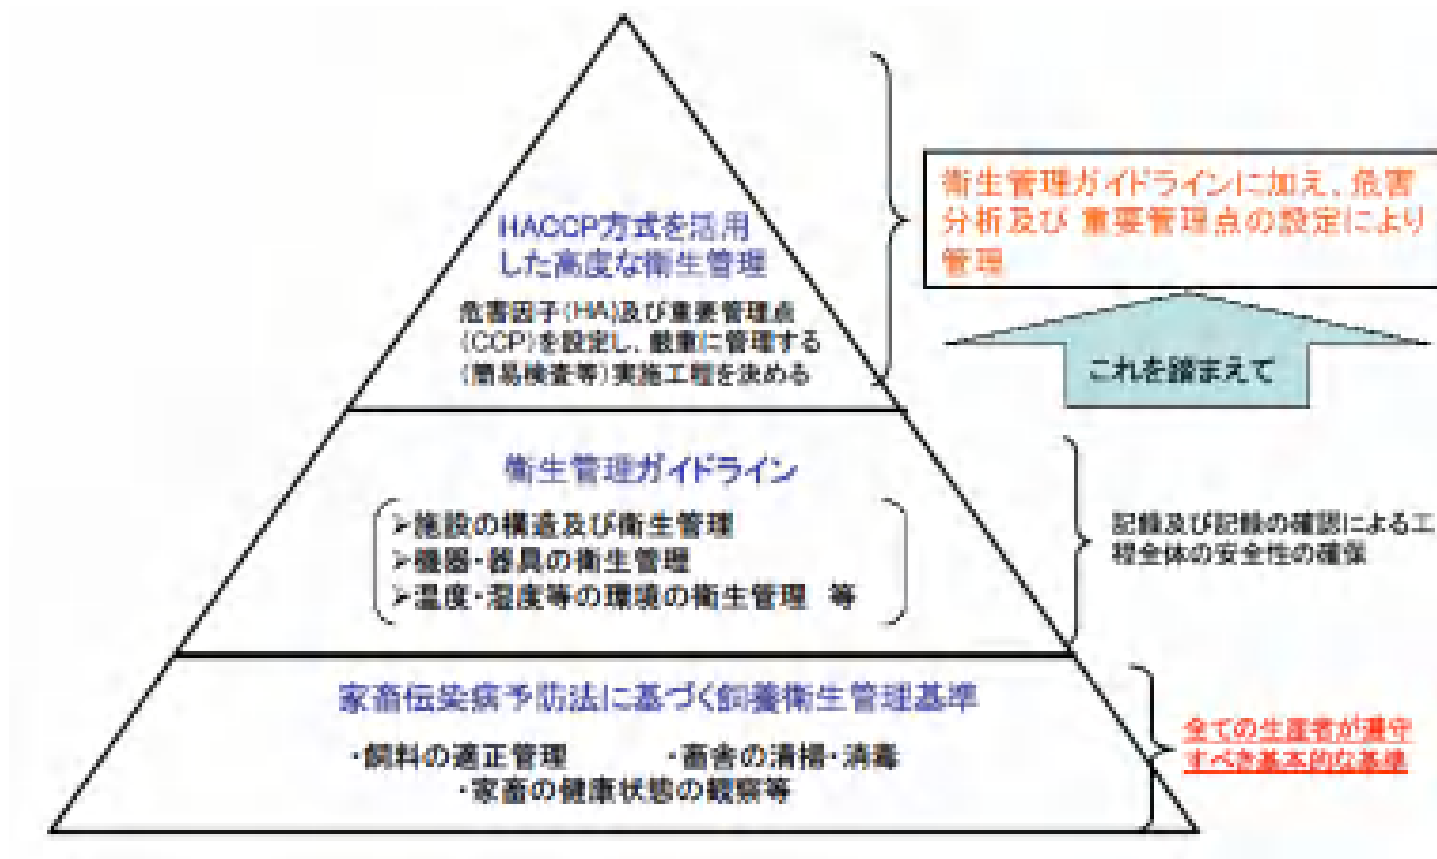 HACCP方式を活用
した高度な衛生管理
危害因子(HA)及び重要管理点
(CCP)を設定し、厳重に管理する
(簡易検査等)実施工程を決める
衛生管理ガイドラインに加え、危害
分析及び 重要管理点の設定により
管理
これを踏まえて
衛生管理ガイドライン
➢施設の構造及び衛生管理
➢機器・器具の衛生管理
➢温度・湿度等の環境の衛生管理 等
記録及び記録の確認による工
程全体の安全性の確保
家畜伝染病予防法に基づく飼養衛生管理基準
・飼料の適正管理 ・畜舎の清掃・消毒
・家畜の健康状態の観察等
全ての生産者が遵守
すべき基本的な基準